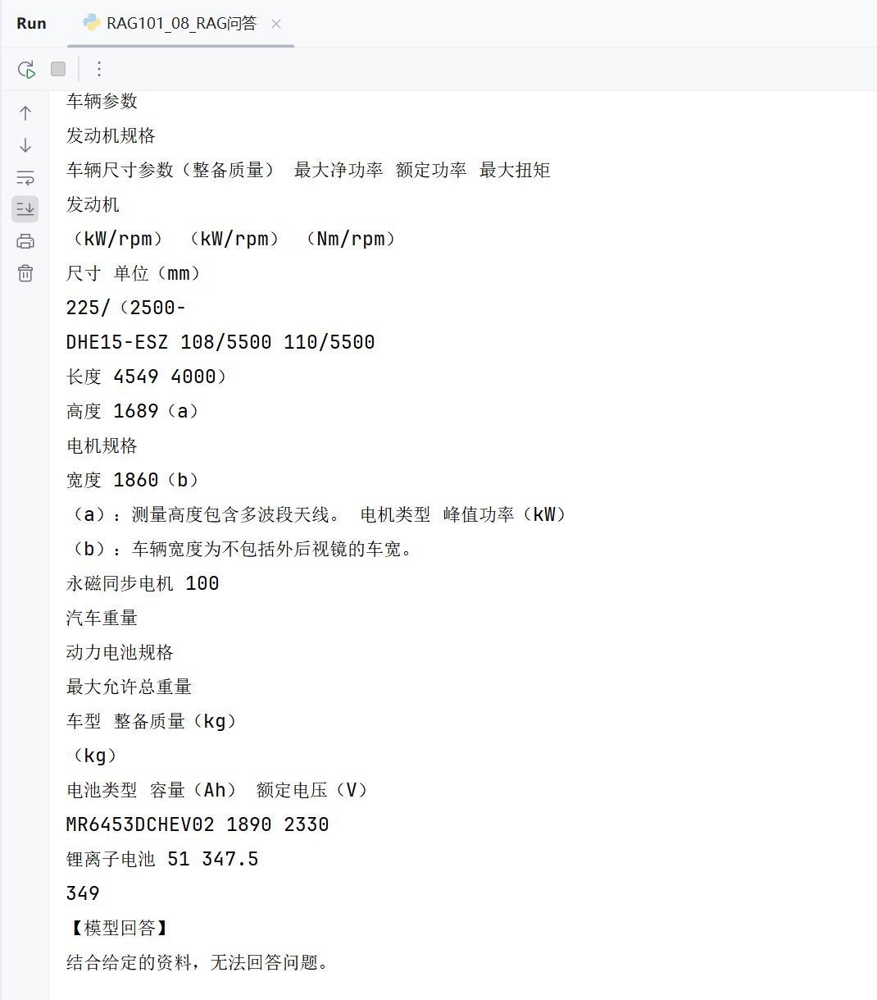 Run RAG101_08_RAG问答
车辆参数
发动机规格
车辆尺寸参数（整备质量） 最大净功率 额定功率 最大扭矩
发动机
（kW/rpm） （kW/rpm） （Nm/rpm）
尺寸 单位（mm）
225/（2500-
DHE15-ESZ 108/5500 110/5500
长度 4549 4000）
高度 1689（a）
电机规格
宽度 1860（b）
（a）：测量高度包含多波段天线。 电机类型 峰值功率（kW）
（b）：车辆宽度为不包括外后视镜的车宽。
永磁同步电机 100
汽车重量
动力电池规格
最大允许总重量
车型 整备质量（kg）
（kg）
电池类型 容量（Ah） 额定电压（V）
MR6453DCHEV02 1890 2330
锂离子电池 51 347.5
349
【模型回答】
结合给定的资料，无法回答问题。